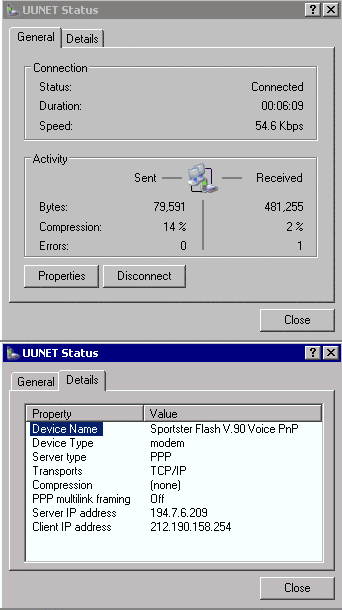 UUNET Status
General Details
Connection
Status: Connected
Duration: 00:06:09
Speed: 54.6 Kbps
Activity
Sent Received
Bytes: 79,591 481,255
Compression: 14 % 2 %
Errors: 0 1
Properties Disconnect
Close
UUNET Status
General Details
Property Value
Device Name Sportster Flash V.90 Voice PnP
Device Type modem
Server type PPP
Transports TCP/IP
Compression (none)
PPP multilink framing Off
Server IP address 194.7.6.209
Client IP address 212.190.158.254
Close